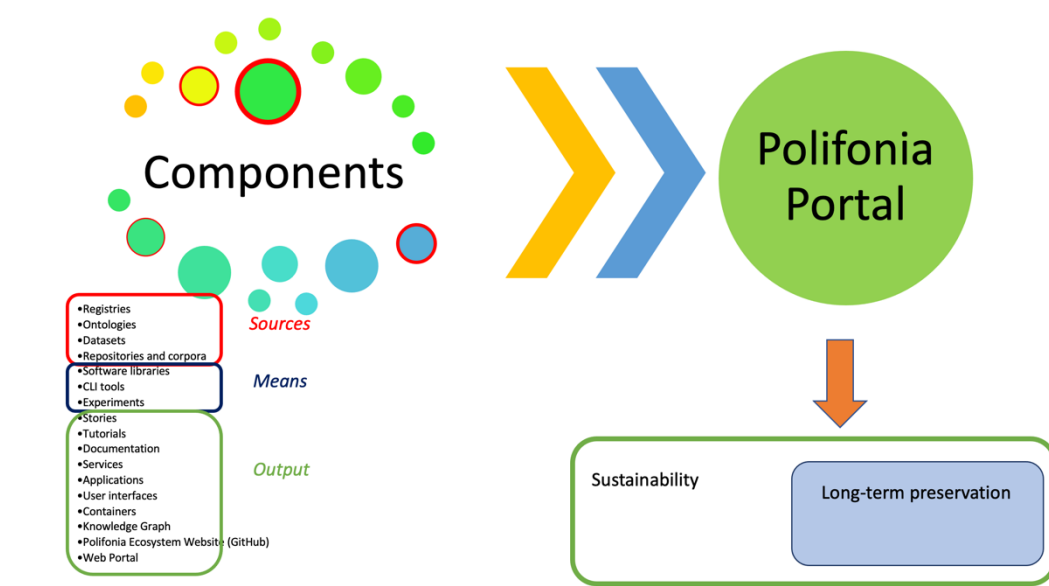 Components
Polifonia
Portal
•Registries
•Ontologies
•Datasets
•Repositories and corpora
Sources
•Software libraries
•CLI tools
•Experiments
Means
•Stories
•Tutorials
•Documentation
•Services
•Applications
•User interfaces
•Containers
•Knowledge Graph
•Polifonia Ecosystem Website (GitHub)
•Web Portal
Output
Sustainability
Long-term preservation